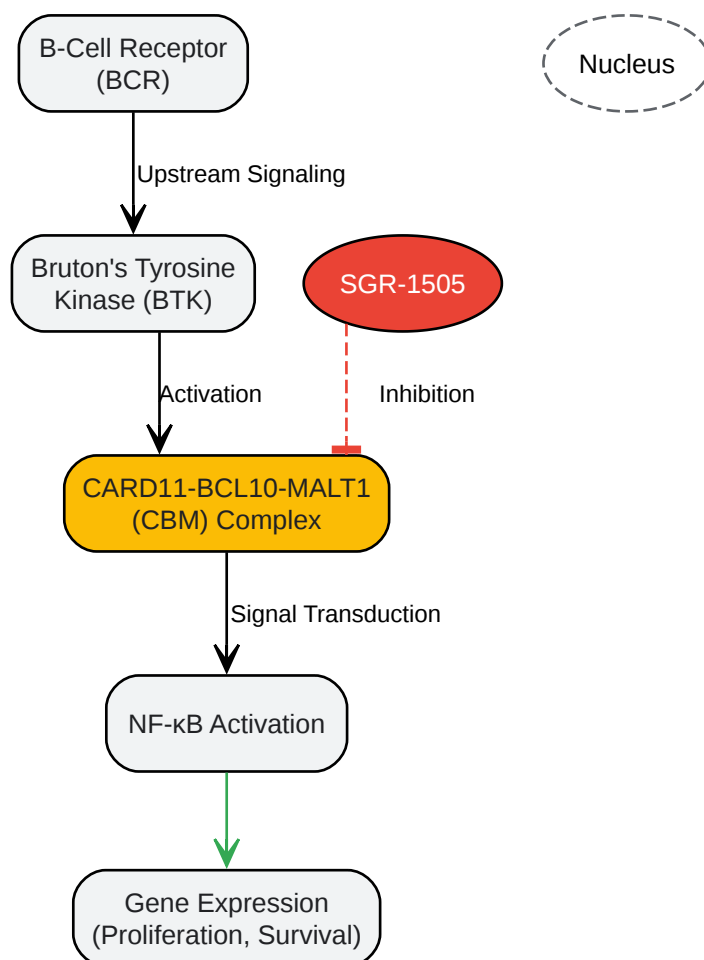 B-Cell Receptor
(BCR)
Nucleus
Upstream Signaling
Bruton's Tyrosine
Kinase (BTK)
SGR-1505
Activation
Inhibition
CARD11-BCL10-MALT1
(CBM) Complex
Signal Transduction
NF-κB Activation
Gene Expression
(Proliferation, Survival)